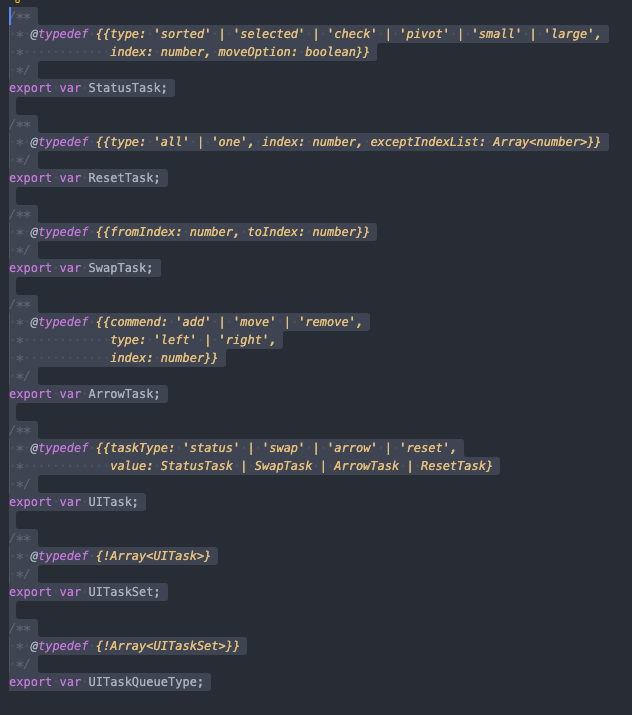 /**
 * @typedef {{type: 'sorted' | 'selected' | 'check' | 'pivot' | 'small' | 'large',
 *            index: number, moveOption: boolean}}
 */
export var StatusTask;

/**
 * @typedef {{type: 'all' | 'one', index: number, exceptIndexList: Array<number>}}
 */
export var ResetTask;

/**
 * @typedef {{fromIndex: number, toIndex: number}}
 */
export var SwapTask;

/**
 * @typedef {{commend: 'add' | 'move' | 'remove',
 *            type: 'left' | 'right',
 *            index: number}}
 */
export var ArrowTask;

/**
 * @typedef {{taskType: 'status' | 'swap' | 'arrow' | 'reset',
 *            value: StatusTask | SwapTask | ArrowTask | ResetTask}
 */
export var UITask;

/**
 * @typedef {!Array<UITask>}
 */
export var UITaskSet;

/**
 * @typedef {!Array<UITaskSet>}}
 */
export var UITaskQueueType;